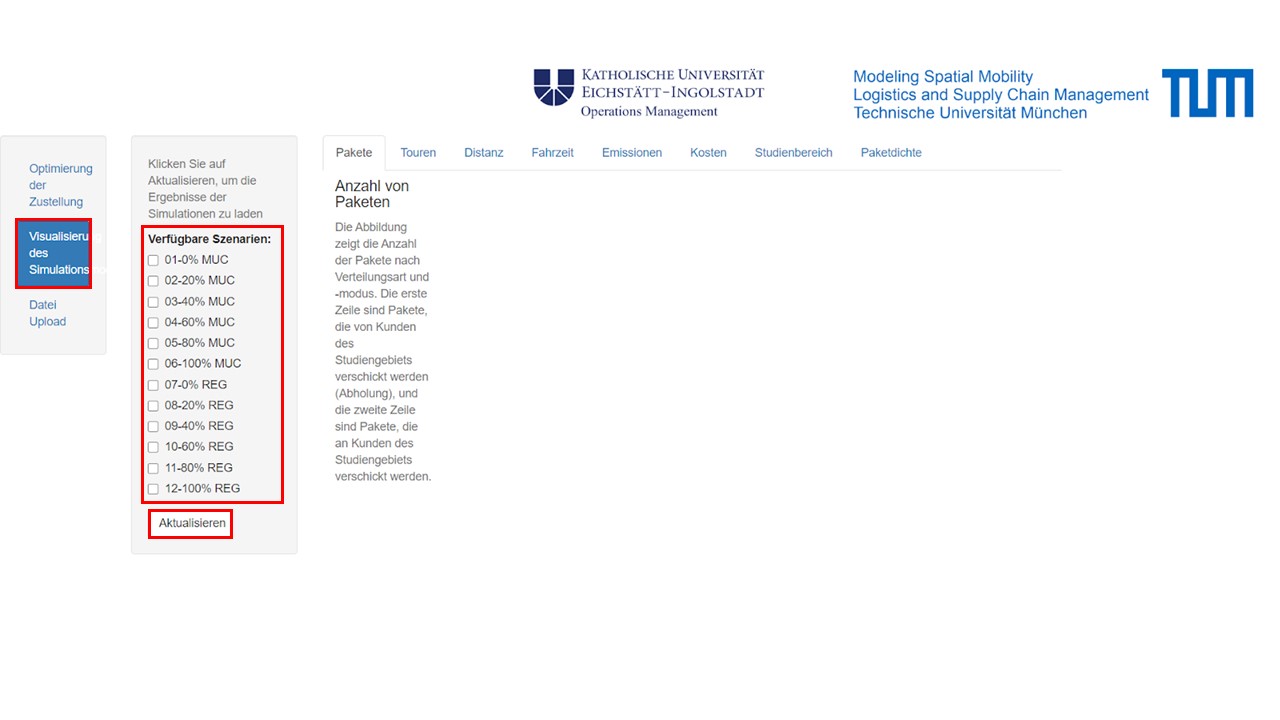 KATHOLISCHE UNIVERSITÄT
EICHSTÄTT-INGOLSTADT
Operations Management
Modeling Spatial Mobility
Logistics and Supply Chain Management
Technische Universität München
TUM
Optimierung
der
Zustellung
Visualisieru
des
Simulations
Datei
Upload
Klicken Sie auf
Aktualisieren, um die
Ergebnisse der
Simulationen zu laden
Verfügbare Szenarien:
01-0% MUC
02-20% MUC
03-40% MUC
04-60% MUC
05-80% MUC
06-100% MUC
07-0% REG
08-20% REG
09-40% REG
10-60% REG
11-80% REG
12-100% REG
Aktualisieren
Pakete Touren Distanz Fahrzeit Emissionen Kosten Studienbereich Paketdichte
Anzahl von
Paketen
Die Abbildung
zeigt die Anzahl
der Pakete nach
Verteilungsart und
-modus. Die erste
Zeile sind Pakete,
die von Kunden
des
Studiengebiets
verschickt werden
(Abholung), und
die zweite Zeile
sind Pakete, die
an Kunden des
Studiengebiets
verschickt werden.